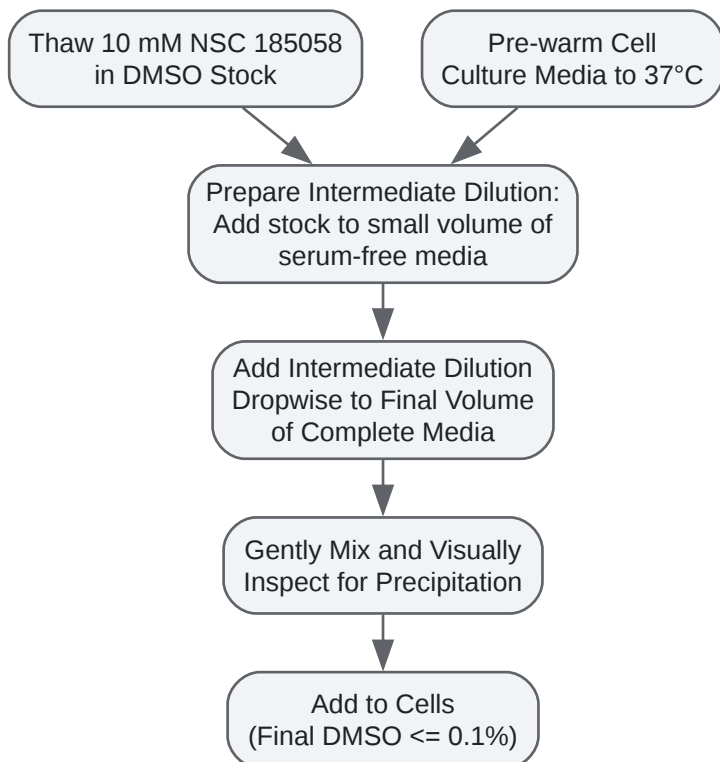 Thaw 10 mM NSC 185058
in DMSO Stock
Pre-warm Cell
Culture Media to 37°C
Prepare Intermediate Dilution:
Add stock to small volume of
serum-free media
Add Intermediate Dilution
Dropwise to Final Volume
of Complete Media
Gently Mix and Visually
Inspect for Precipitation
Add to Cells
(Final DMSO <= 0.1%)